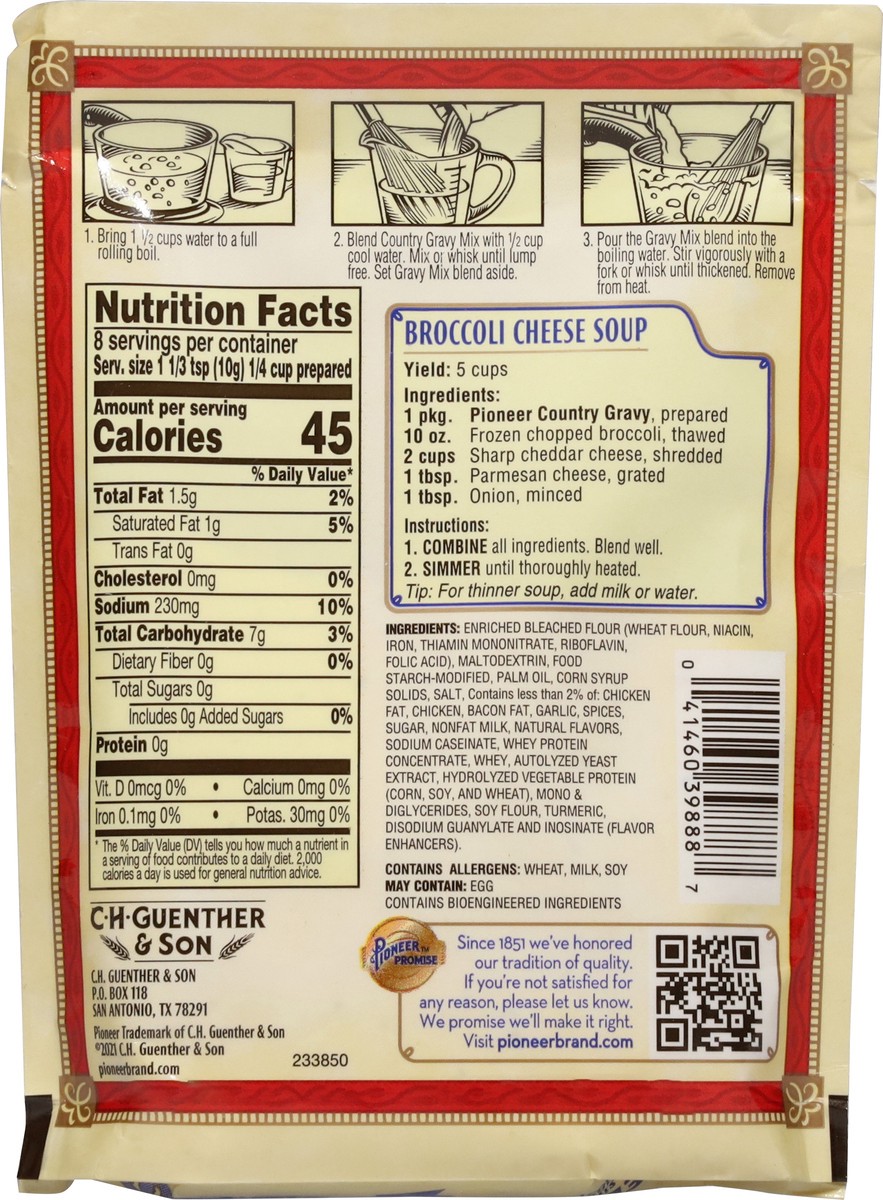 1. Bring 1 1/2 cups water to a full
rolling boil.
2. Blend Country Gravy Mix with 1/2 cup
cool water. Mix or whisk until lump
free. Set Gravy Mix blend aside.
3. Pour the Gravy Mix blend into the
boiling water. Stir vigorously with a
fork or whisk until thickened. Remove
from heat.
Nutrition Facts
8 servings per container
Serv. size 1 1/3 tsp (10g) 1/4 cup prepared
Amount per serving
Calories 45
% Daily Value*
Total Fat 1.5g 2%
Saturated Fat 1g 5%
Trans Fat 0g
Cholesterol 0mg 0%
Sodium 230mg 10%
Total Carbohydrate 7g 3%
Dietary Fiber 0g 0%
Total Sugars 0g
Includes 0g Added Sugars 0%
Protein 0g
Vit. D 0mcg 0% • Calcium 0mg 0%
Iron 0.1mg 0% • Potas. 30mg 0%
* The % Daily Value (DV) tells you how much a nutrient in
a serving of food contributes to a daily diet. 2,000
calories a day is used for general nutrition advice.
BROCCOLI CHEESE SOUP
Yield: 5 cups
Ingredients:
1 pkg. Pioneer Country Gravy, prepared
10 oz. Frozen chopped broccoli, thawed
2 cups Sharp cheddar cheese, shredded
1 tbsp. Parmesan cheese, grated
1 tbsp. Onion, minced
Instructions:
1. COMBINE all ingredients. Blend well.
2. SIMMER until thoroughly heated.
Tip: For thinner soup, add milk or water.
INGREDIENTS: ENRICHED BLEACHED FLOUR (WHEAT FLOUR, NIACIN,
IRON, THIAMIN MONONITRATE, RIBOFLAVIN,
FOLIC ACID), MALTODEXTRIN, FOOD
STARCH-MODIFIED, PALM OIL, CORN SYRUP
SOLIDS, SALT, Contains less than 2% of: CHICKEN
FAT, CHICKEN, BACON FAT, GARLIC, SPICES,
SUGAR, NONFAT MILK, NATURAL FLAVORS,
SODIUM CASEINATE, WHEY PROTEIN
CONCENTRATE, WHEY, AUTOLYZED YEAST
EXTRACT, HYDROLYZED VEGETABLE PROTEIN
(CORN, SOY, AND WHEAT), MONO &
DIGLYCERIDES, SOY FLOUR, TURMERIC,
DISODIUM GUANYLATE AND INOSINATE (FLAVOR
ENHANCERS).
CONTAINS ALLERGENS: WHEAT, MILK, SOY
MAY CONTAIN: EGG
CONTAINS BIOENGINEERED INGREDIENTS
0 41460 39888 7
C·H·GUENTHER
& SON
C.H. GUENTHER & SON
P.O. BOX 118
SAN ANTONIO, TX 78291
Pioneer Trademark of C.H. Guenther & Son
©2021 C.H. Guenther & Son
pioneerbrand.com
233850
PIONEER™
PROMISE
Since 1851 we've honored
our tradition of quality.
If you're not satisfied for
any reason, please let us know.
We promise we'll make it right.
Visit pioneerbrand.com